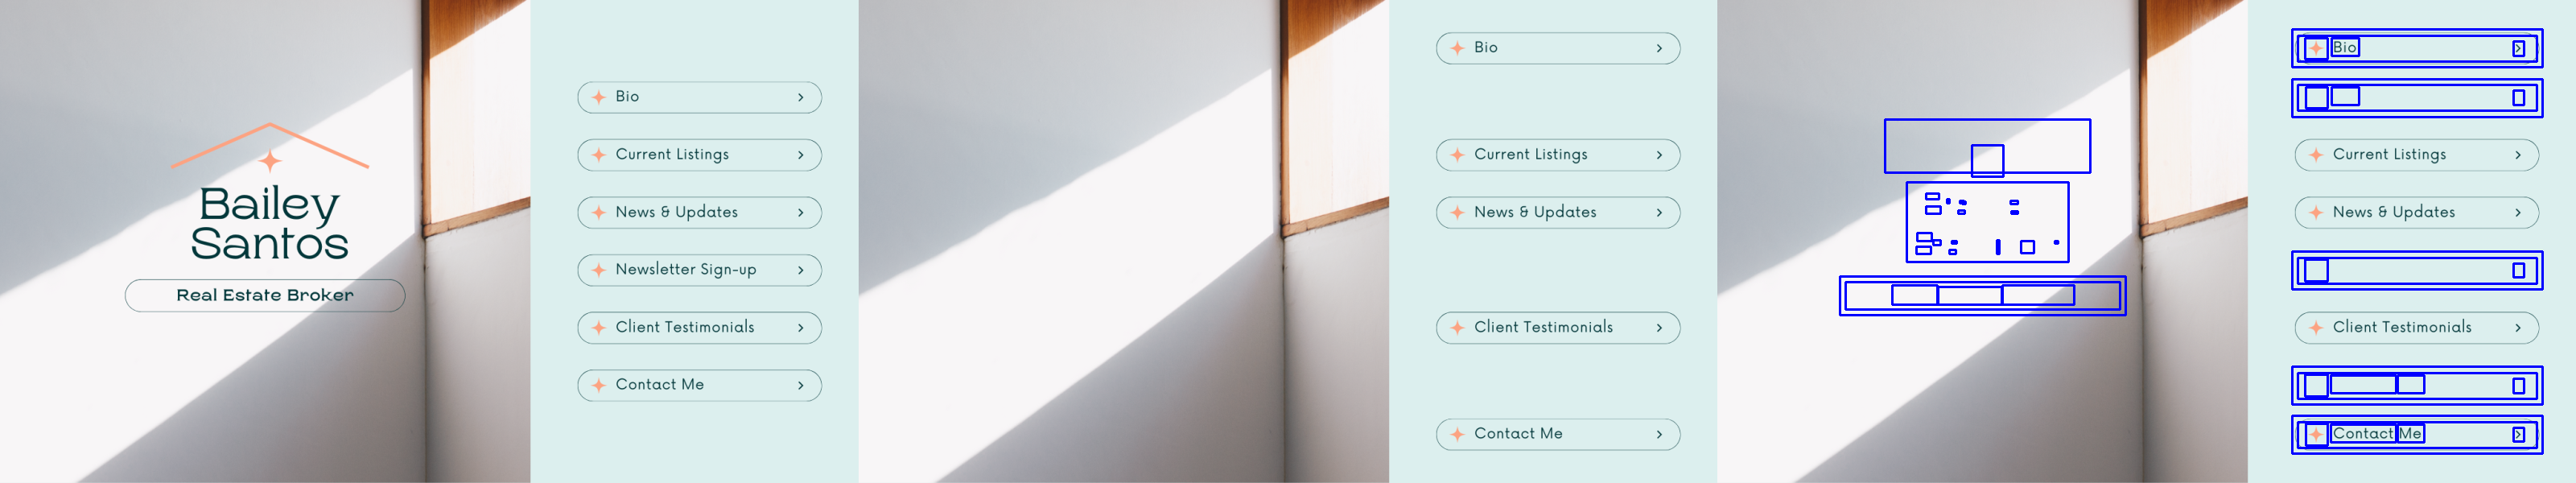 Bailey
Santos
Real Estate Broker
Bio
Current Listings
News & Updates
Newsletter Sign-up
Client Testimonials
Contact Me
Bio
Current Listings
News & Updates
Client Testimonials
Contact Me
Bio
Current Listings
News & Updates
Client Testimonials
Contact Me